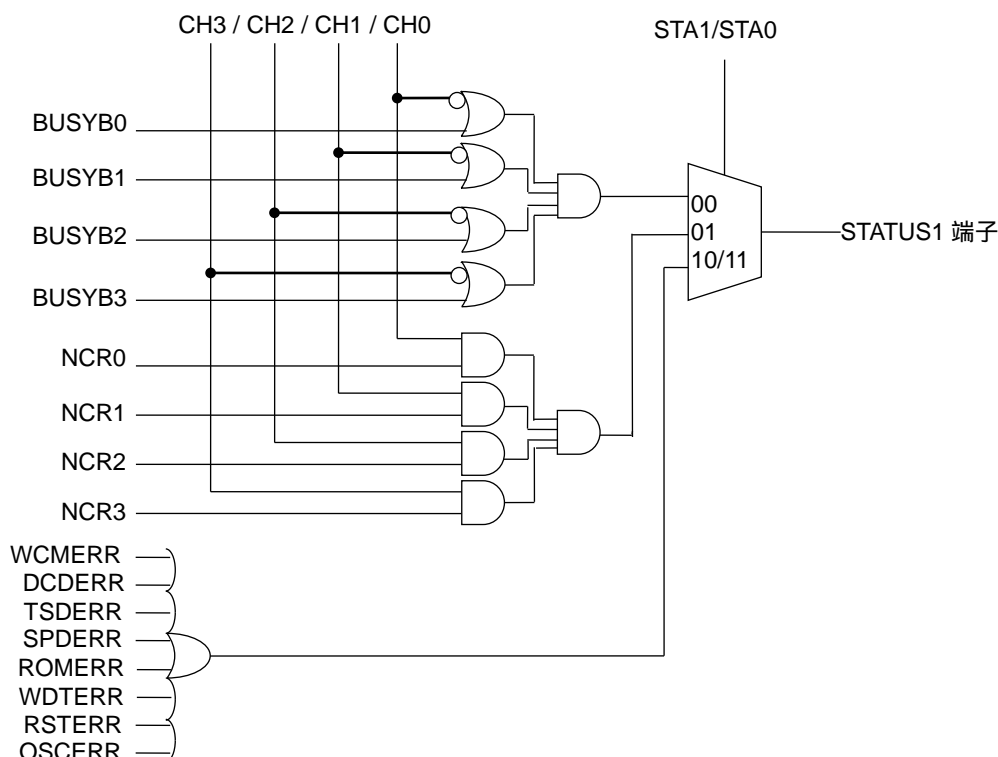 CH3 / CH2 / CH1 / CH0
STA1/STA0
BUSYB0
BUSYB1
BUSYB2
BUSYB3
00
01
10/11
STATUS1 端子
NCR0
NCR1
NCR2
NCR3
WCMERR
DCDERR
TSDERR
SPDERR
ROMERR
WDTERR
RSTERR
OSCERR